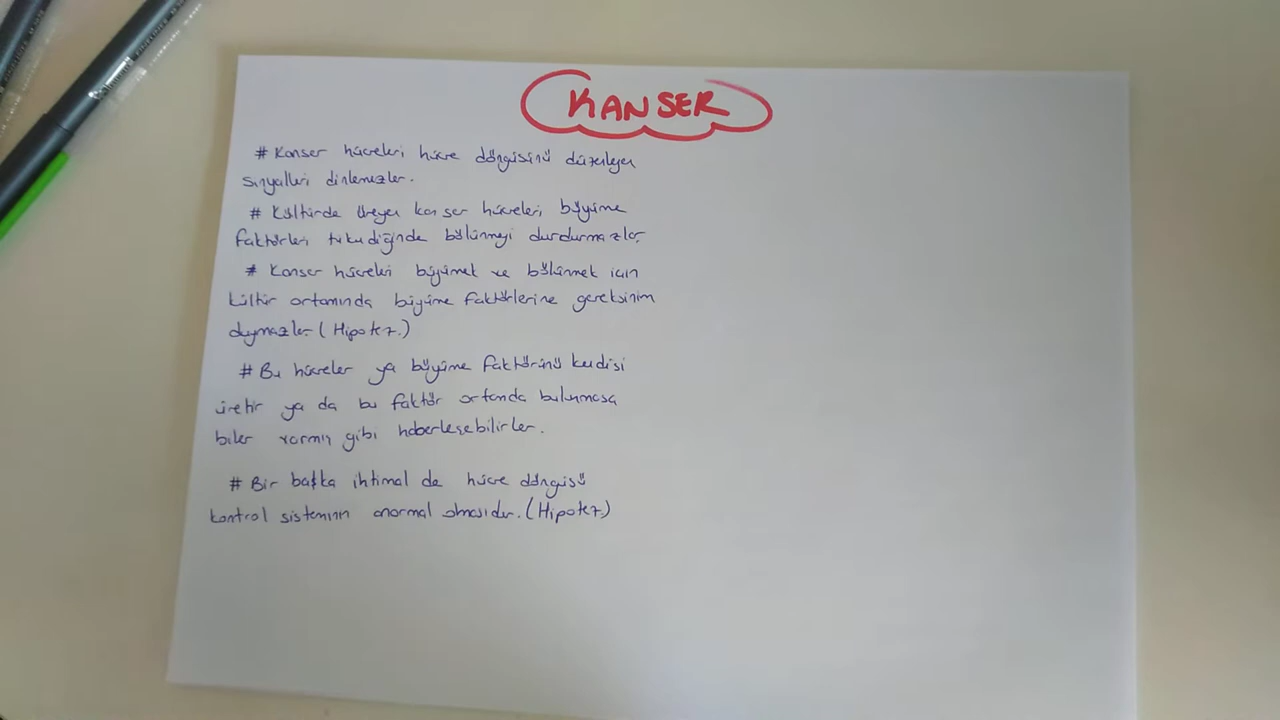 KANSER
# Kanser hücreleri hücre döngüsünü düzenleyen
sinyalleri dinlemezler.
# Kültürde üreyen kanser hücreleri büyüme
faktörleri tükendiğinde bölünmeyi durdurmazlar.
# Kanser hücreleri büyümek ve bölünmek için
kültür ortamında büyüme faktörlerine gereksinim
duymazlar (Hipotez.)
# Bu hücreler ya büyüme faktörünü kendisi
üretir ya da bu faktör ortamda bulunmasa
bile varmış gibi haberleşebilirler.
# Bir başka ihtimal de hücre döngüsü
kontrol sisteminin anormal olmasıdır. (Hipotez)